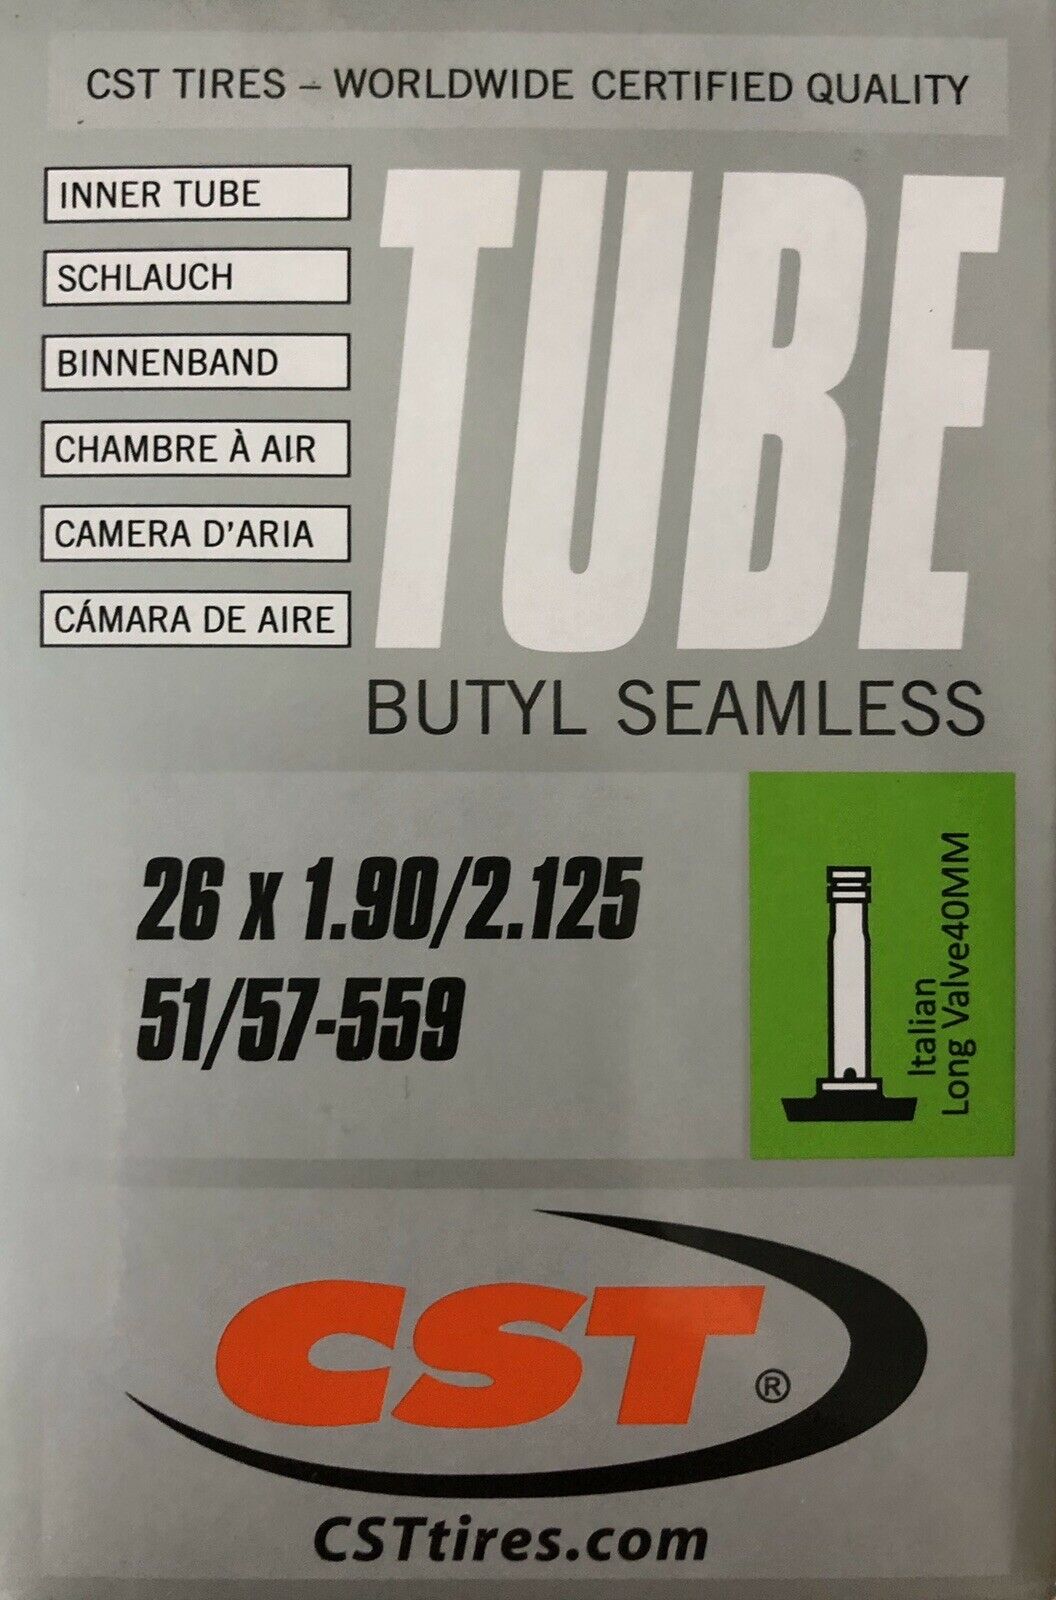 CST TIRES – WORLDWIDE CERTIFIED QUALITY
INNER TUBE
SCHLAUCH
BINNENBAND
CHAMBRE À AIR
CAMERA D'ARIA
CÁMARA DE AIRE
TUBE
BUTYL SEAMLESS
26 x 1.90/2.125
51/57-559
Italian
Long Valve40MM
CST®
CSTtires.com